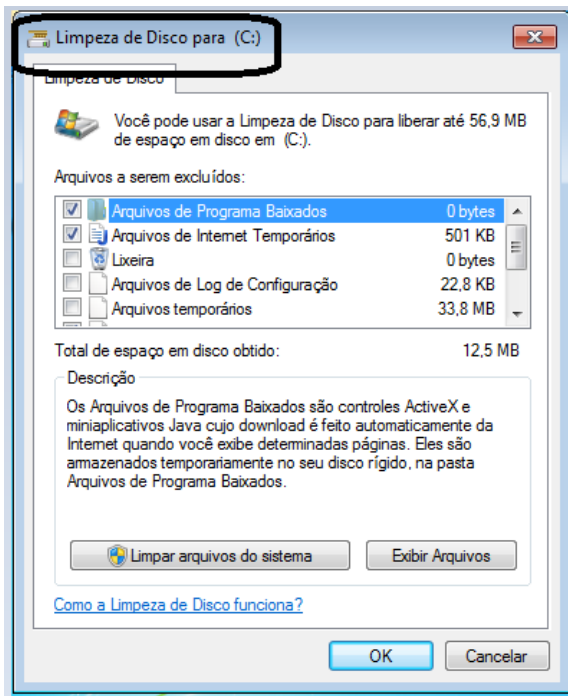 Limpeza de Disco para (C:)
Limpeza de Disco
Você pode usar a Limpeza de Disco para liberar até 56,9 MB
de espaço em disco em (C:).
Arquivos a serem excluídos:
Arquivos de Programa Baixados 0 bytes
Arquivos de Internet Temporários 501 KB
Lixeira 0 bytes
Arquivos de Log de Configuração 22,8 KB
Arquivos temporários 33,8 MB
Total de espaço em disco obtido: 12,5 MB
Descrição
Os Arquivos de Programa Baixados são controles ActiveX e
miniaplicativos Java cujo download é feito automaticamente da
Internet quando você exibe determinadas páginas. Eles são
armazenados temporariamente no seu disco rígido, na pasta
Arquivos de Programa Baixados.
Limpar arquivos do sistema Exibir Arquivos
Como a Limpeza de Disco funciona?
OK Cancelar